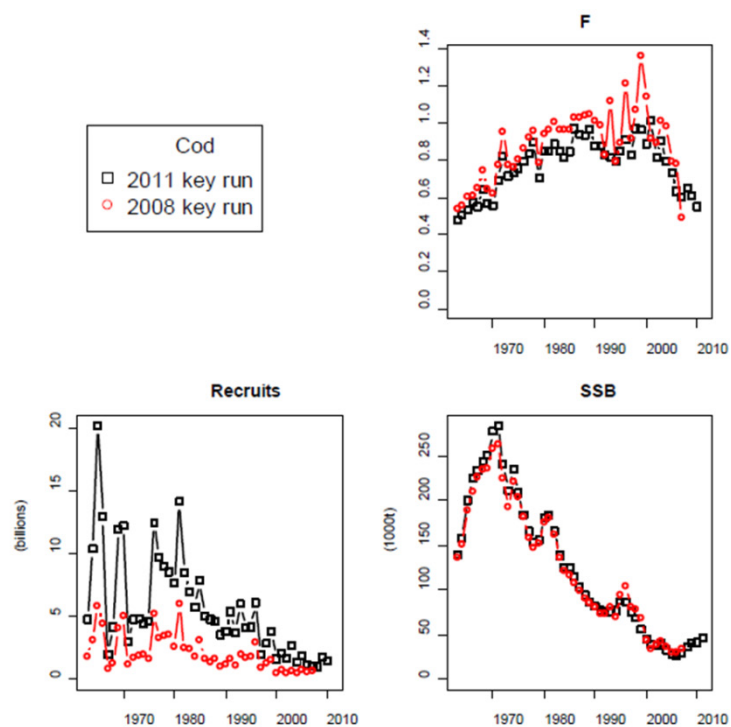 F
Cod
2011 key run
2008 key run
0.0 0.2 0.4 0.6 0.8 1.0 1.2 1.4
1970 1980 1990 2000 2010
Recruits
(billions)
0 5 10 15 20
1970 1980 1990 2000 2010
SSB
(1000t)
0 50 100 150 200 250
1970 1980 1990 2000 2010